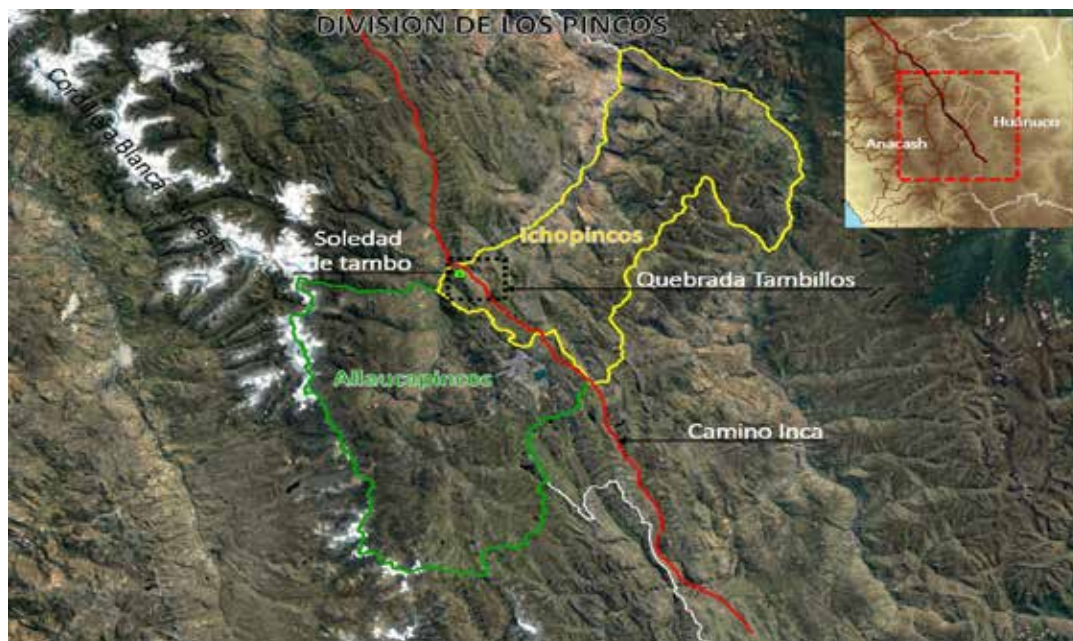 DIVISION DE LOS PINCOS
Cordillera Blanca
Anacash
Huánuco
Ichopincos
Soledad
de tambo
Quebrada Tambillos
Allaucapincos
Camino Inca